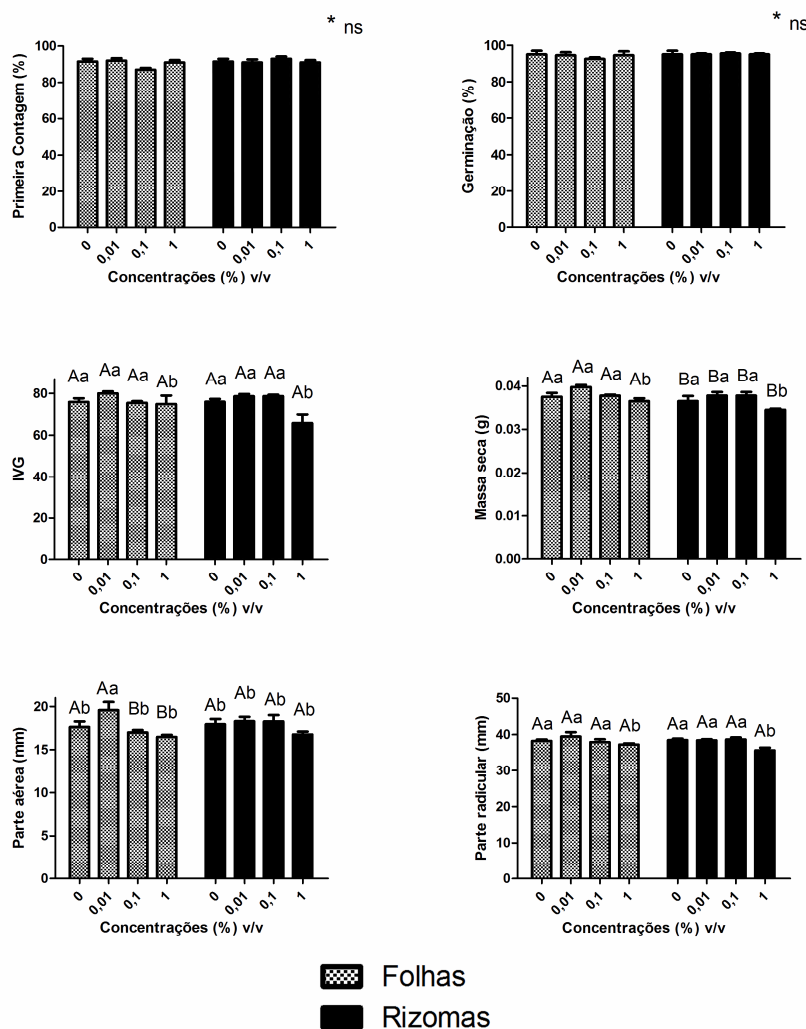 * ns
Primeira Contagem (%)
100
80
60
40
20
0
0 0,01 0,1 1 0 0,01 0,1 1
Concentrações (%) v/v
* ns
Germinação (%)
100
80
60
40
20
0
0 0,01 0,1 1 0 0,01 0,1 1
Concentrações (%) v/v
IVG
80
60
40
20
0
Aa Aa Aa Ab Aa Aa Aa Ab
0 0,01 0,1 1 0 0,01 0,1 1
Concentrações (%) v/v
Massa seca (g)
0.04
0.03
0.02
0.01
0.00
Aa Aa Aa Ab Ba Ba Ba Bb
0 0,01 0,1 1 0 0,01 0,1 1
Concentrações (%) v/v
Parte aérea (mm)
20
15
10
5
0
Ab Aa Bb Bb Ab Ab Ab Ab
0 0,01 0,1 1 0 0,01 0,1 1
Concentrações (%) v/v
Parte radicular (mm)
50
40
30
20
10
0
Aa Aa Aa Ab Aa Aa Aa Ab
0 0,01 0,1 1 0 0,01 0,1 1
Concentrações (%) v/v
Folhas
Rizomas